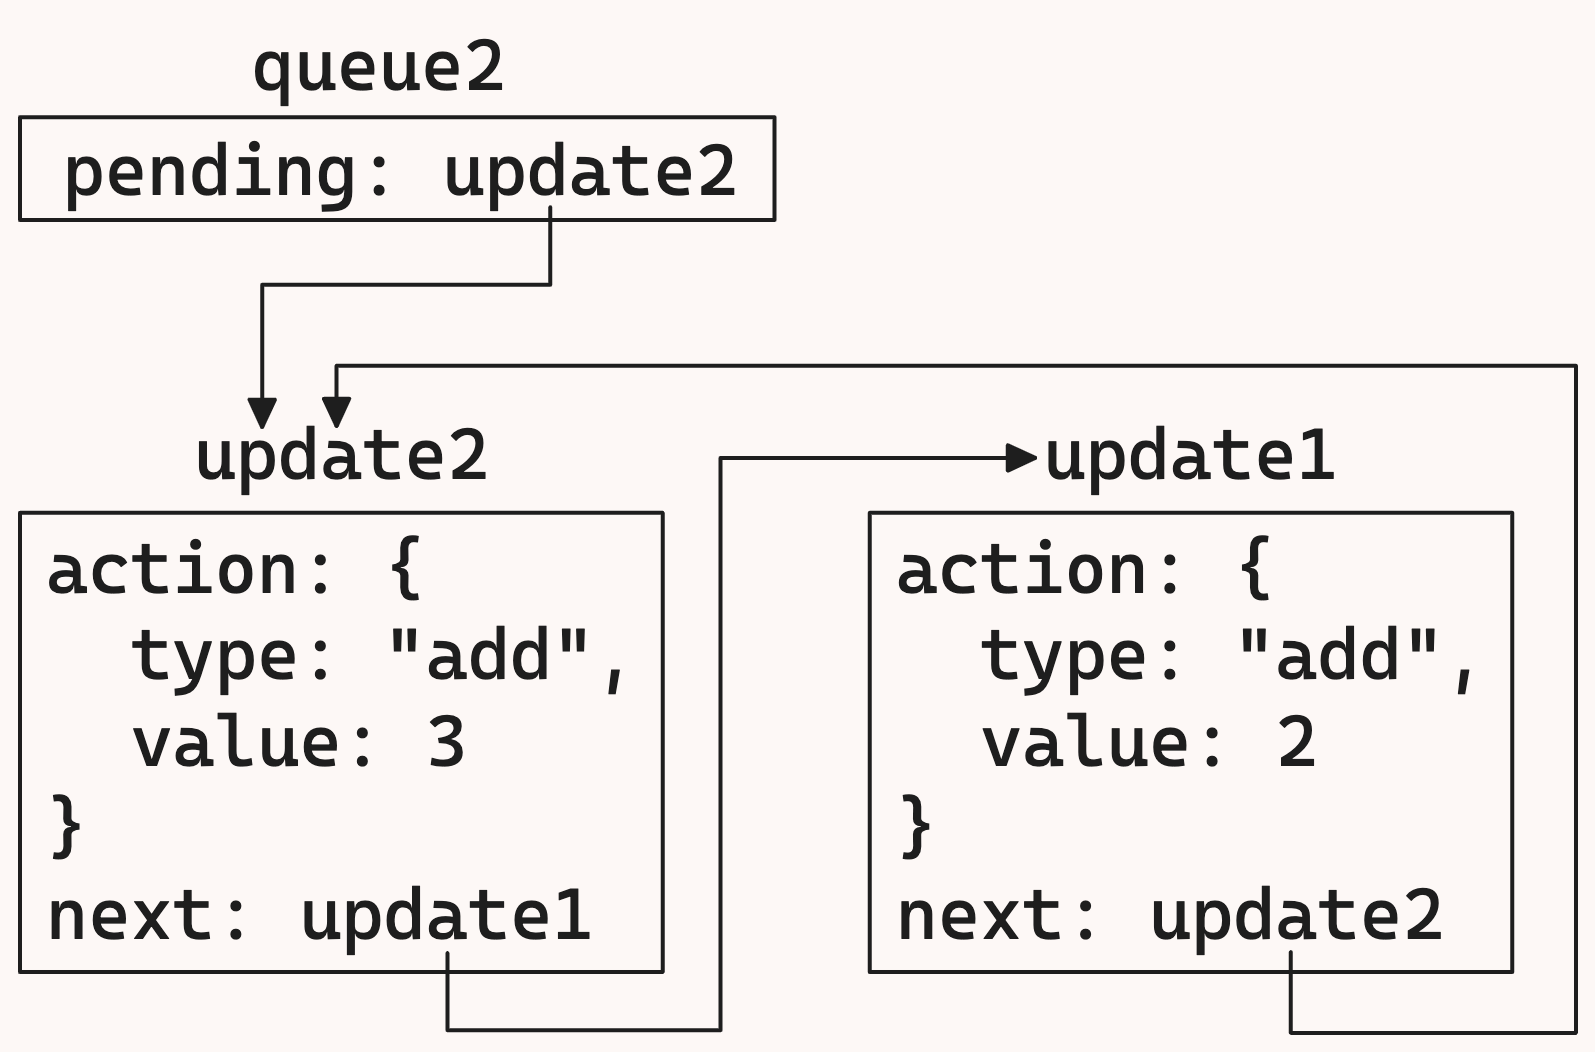 queue2
pending: update2
update2
action: {
  type: "add",
  value: 3
}
next: update1
update1
action: {
  type: "add",
  value: 2
}
next: update2